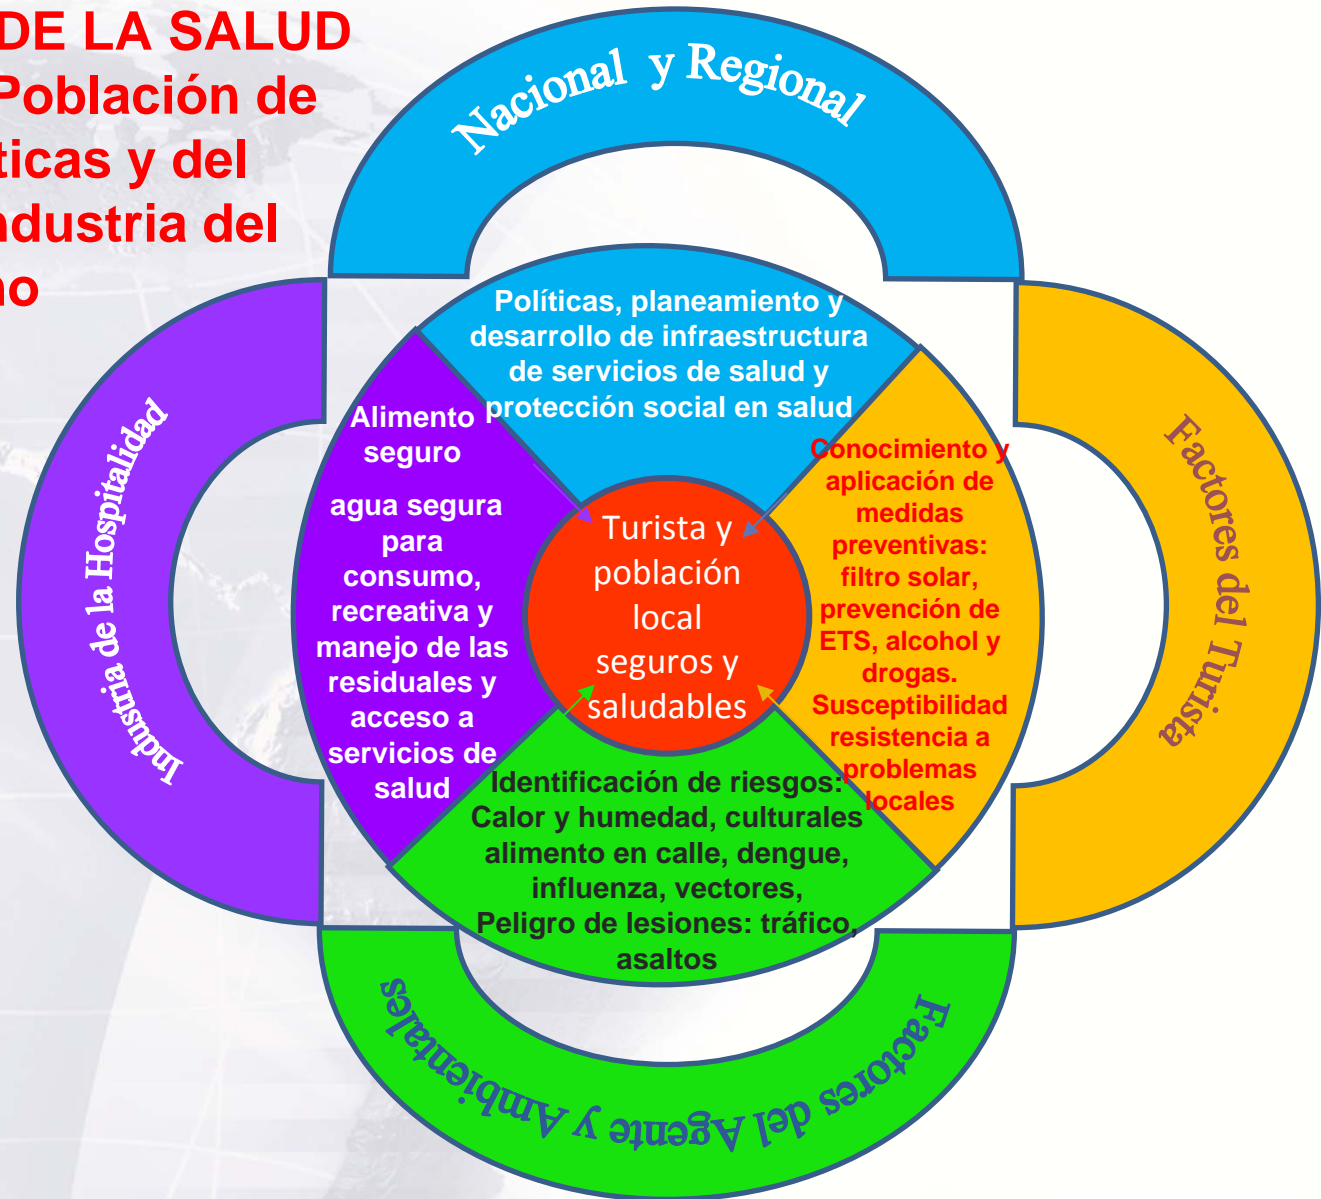 DE LA SALUD
Población de
ticas y del
ndustria del
no
Nacional y Regional
Políticas, planeamiento y
desarrollo de infraestructura
de servicios de salud y
protección social en salud
Industria de la Hospitalidad
Alimento
seguro
agua segura
para
consumo,
recreativa y
manejo de las
residuales y
acceso a
servicios de
salud
Turista y
población
local
seguros y
saludables
Conocimiento y
aplicación de
medidas
preventivas:
filtro solar,
prevención de
ETS, alcohol y
drogas.
Susceptibilidad
resistencia a
problemas
locales
Factores del Turista
Identificación de riesgos:
Calor y humedad, culturales
alimento en calle, dengue,
influenza, vectores,
Peligro de lesiones: tráfico,
asaltos
Factores del Agente y Ambientales